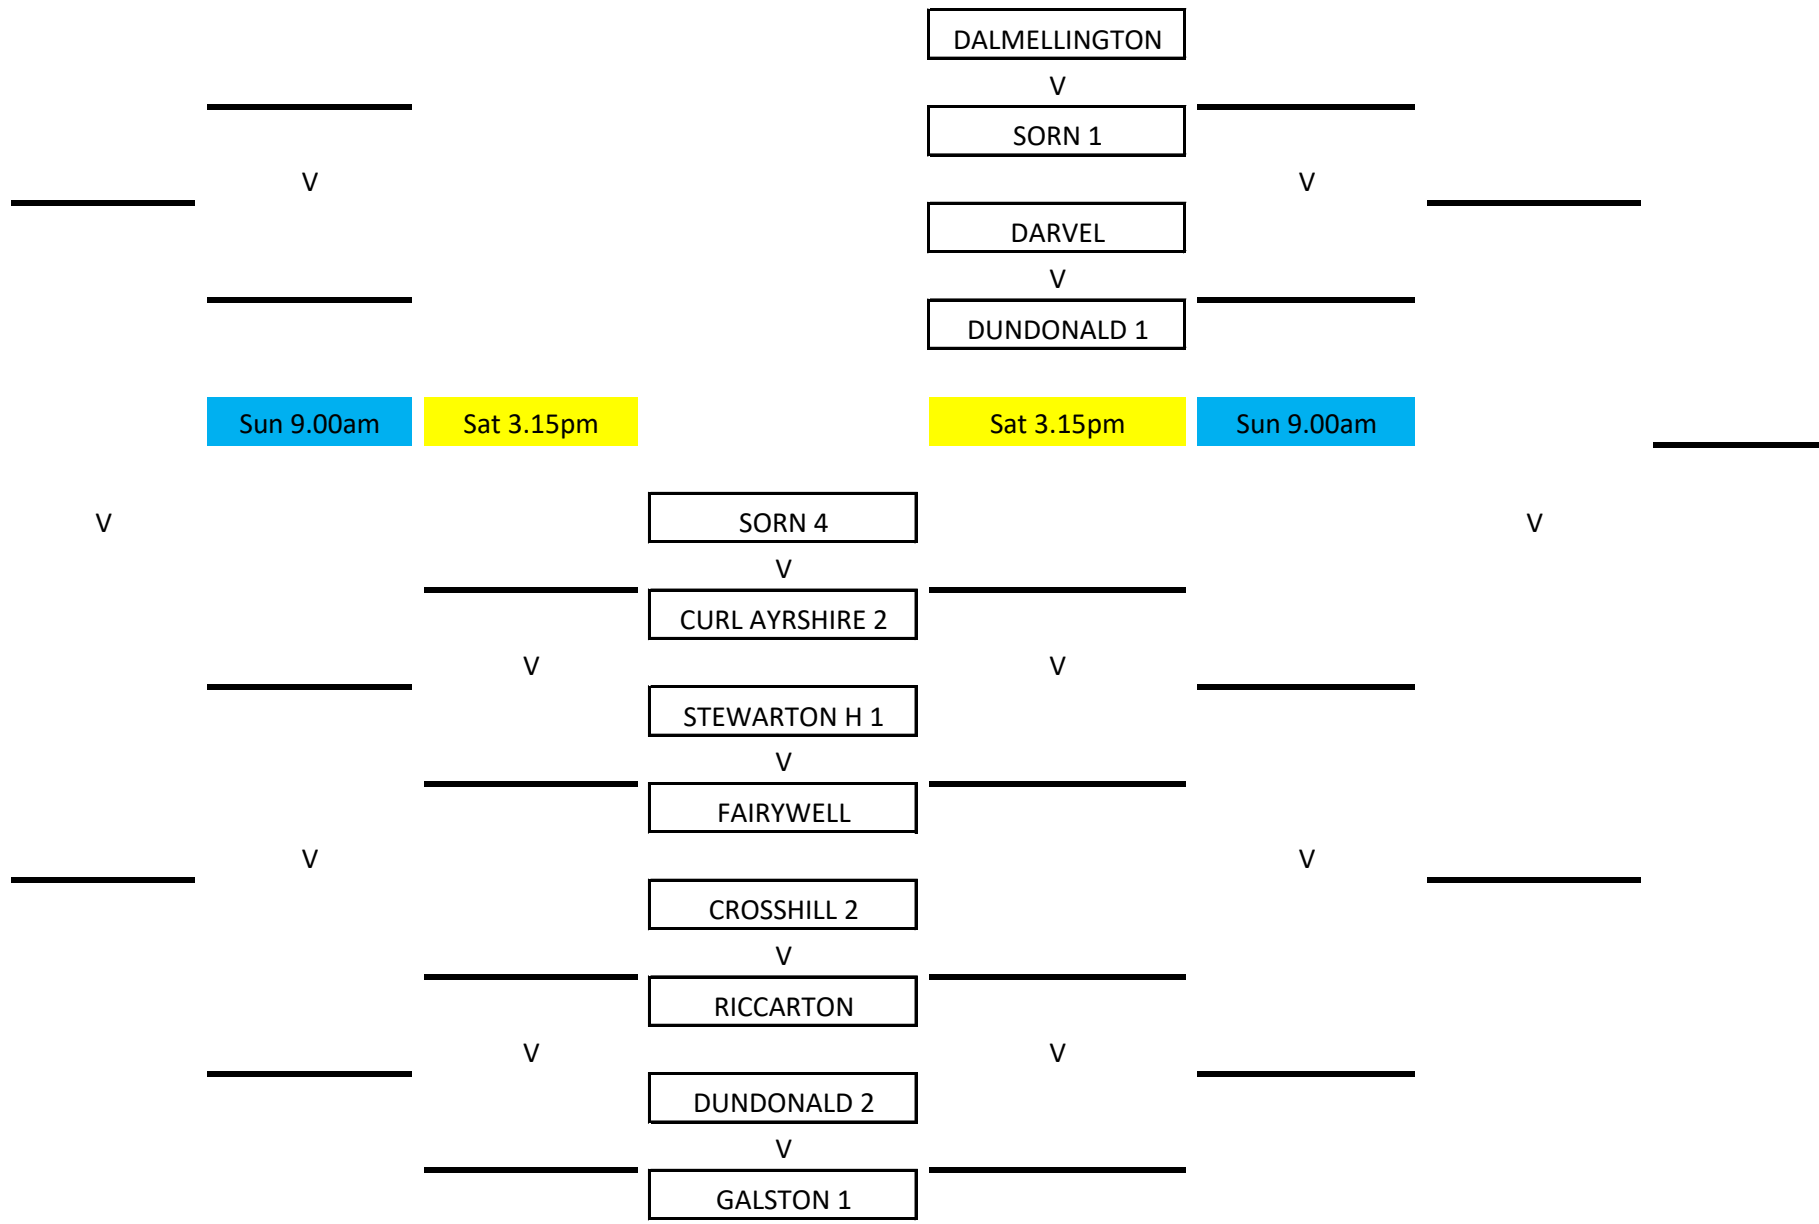 DALMELLINGTON
V
SORN 1
V V
DARVEL
V
DUNDONALD 1
Sun 9.00am Sat 3.15pm Sat 3.15pm Sun 9.00am
V SORN 4 V
V
CURL AYRSHIRE 2
V V
STEWARTON H 1
V
FAIRYWELL
V V
CROSSHILL 2
V
RICCARTON
V V
DUNDONALD 2
V
GALSTON 1